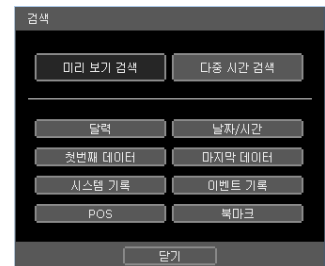 검색
미리 보기 검색 다중 시간 검색
달력 날짜/시간
첫번째 데이터 마지막 데이터
시스템 기록 이벤트 기록
POS 북마크
닫기